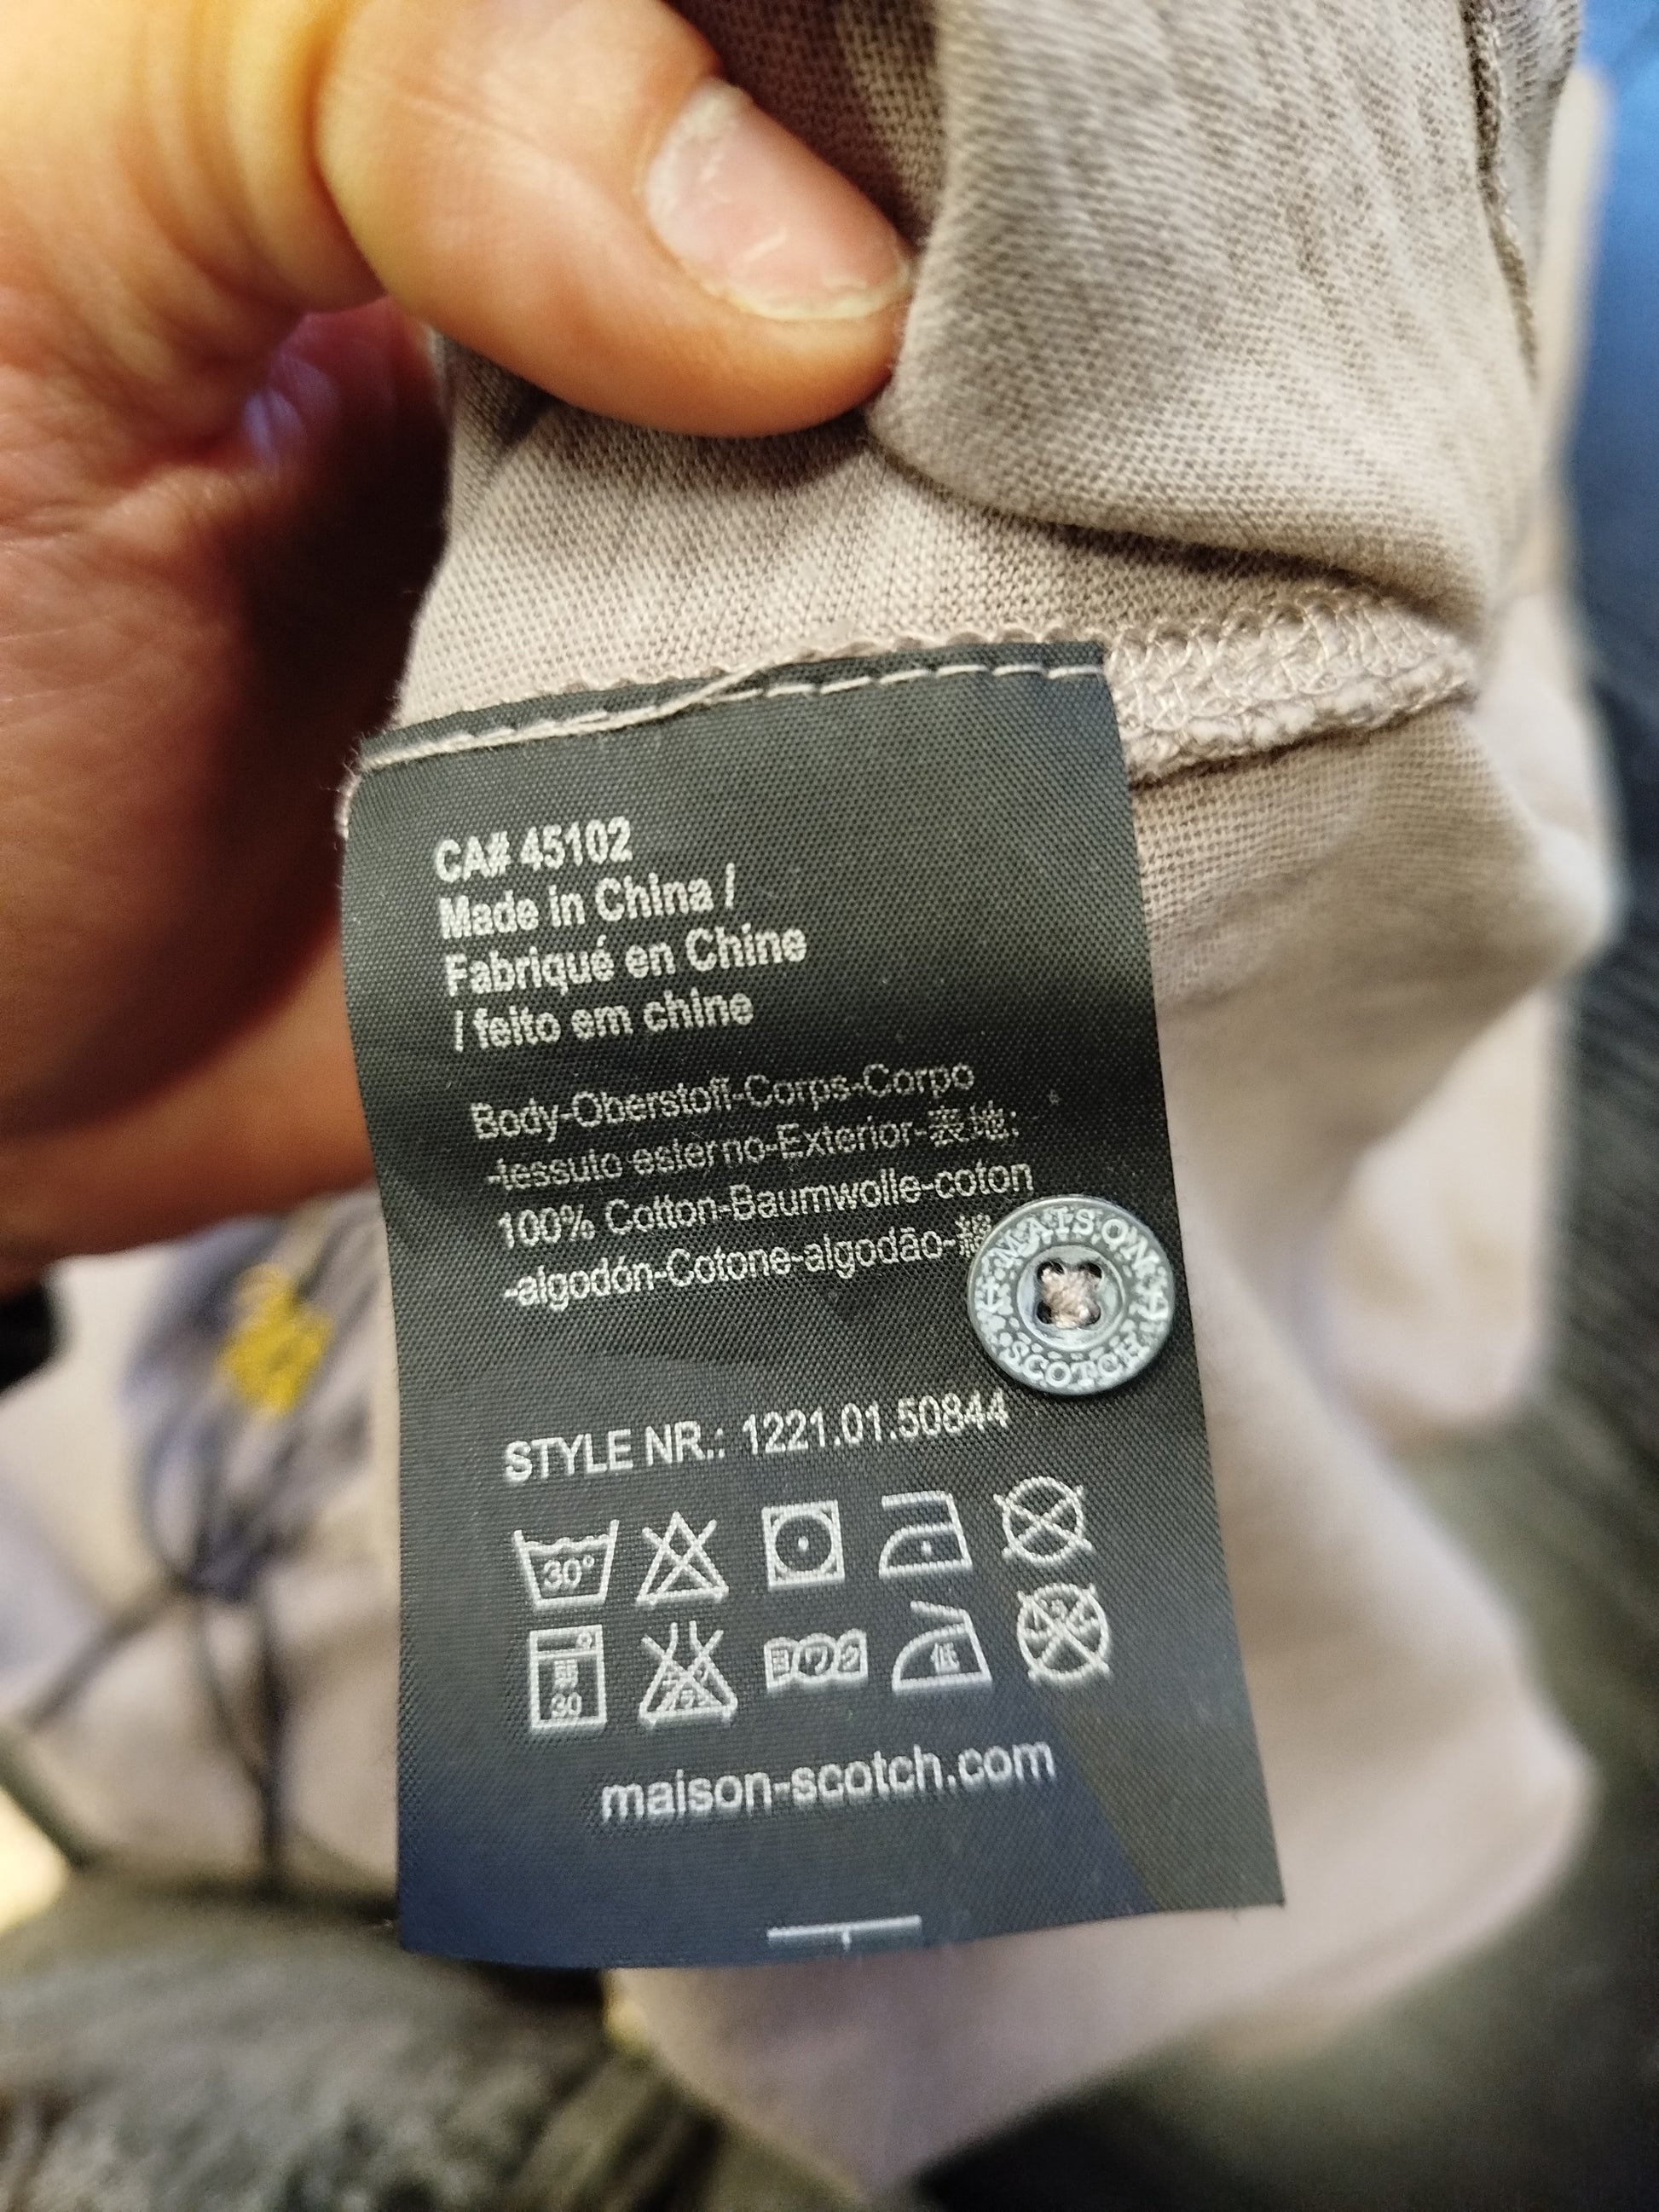 CA# 45102
Made in China /
Fabriqué en Chine
/ feito em chine
Body-Oberstoff-Corps-Corpo
-tessuto esterno-Exterior-表地:
100% Cotton-Baumwolle-coton
-algodón-Cotone-algodão-綿
MAISON
SCOTCH
STYLE NR.: 1221.01.50844
30°
30
低
maison-scotch.com